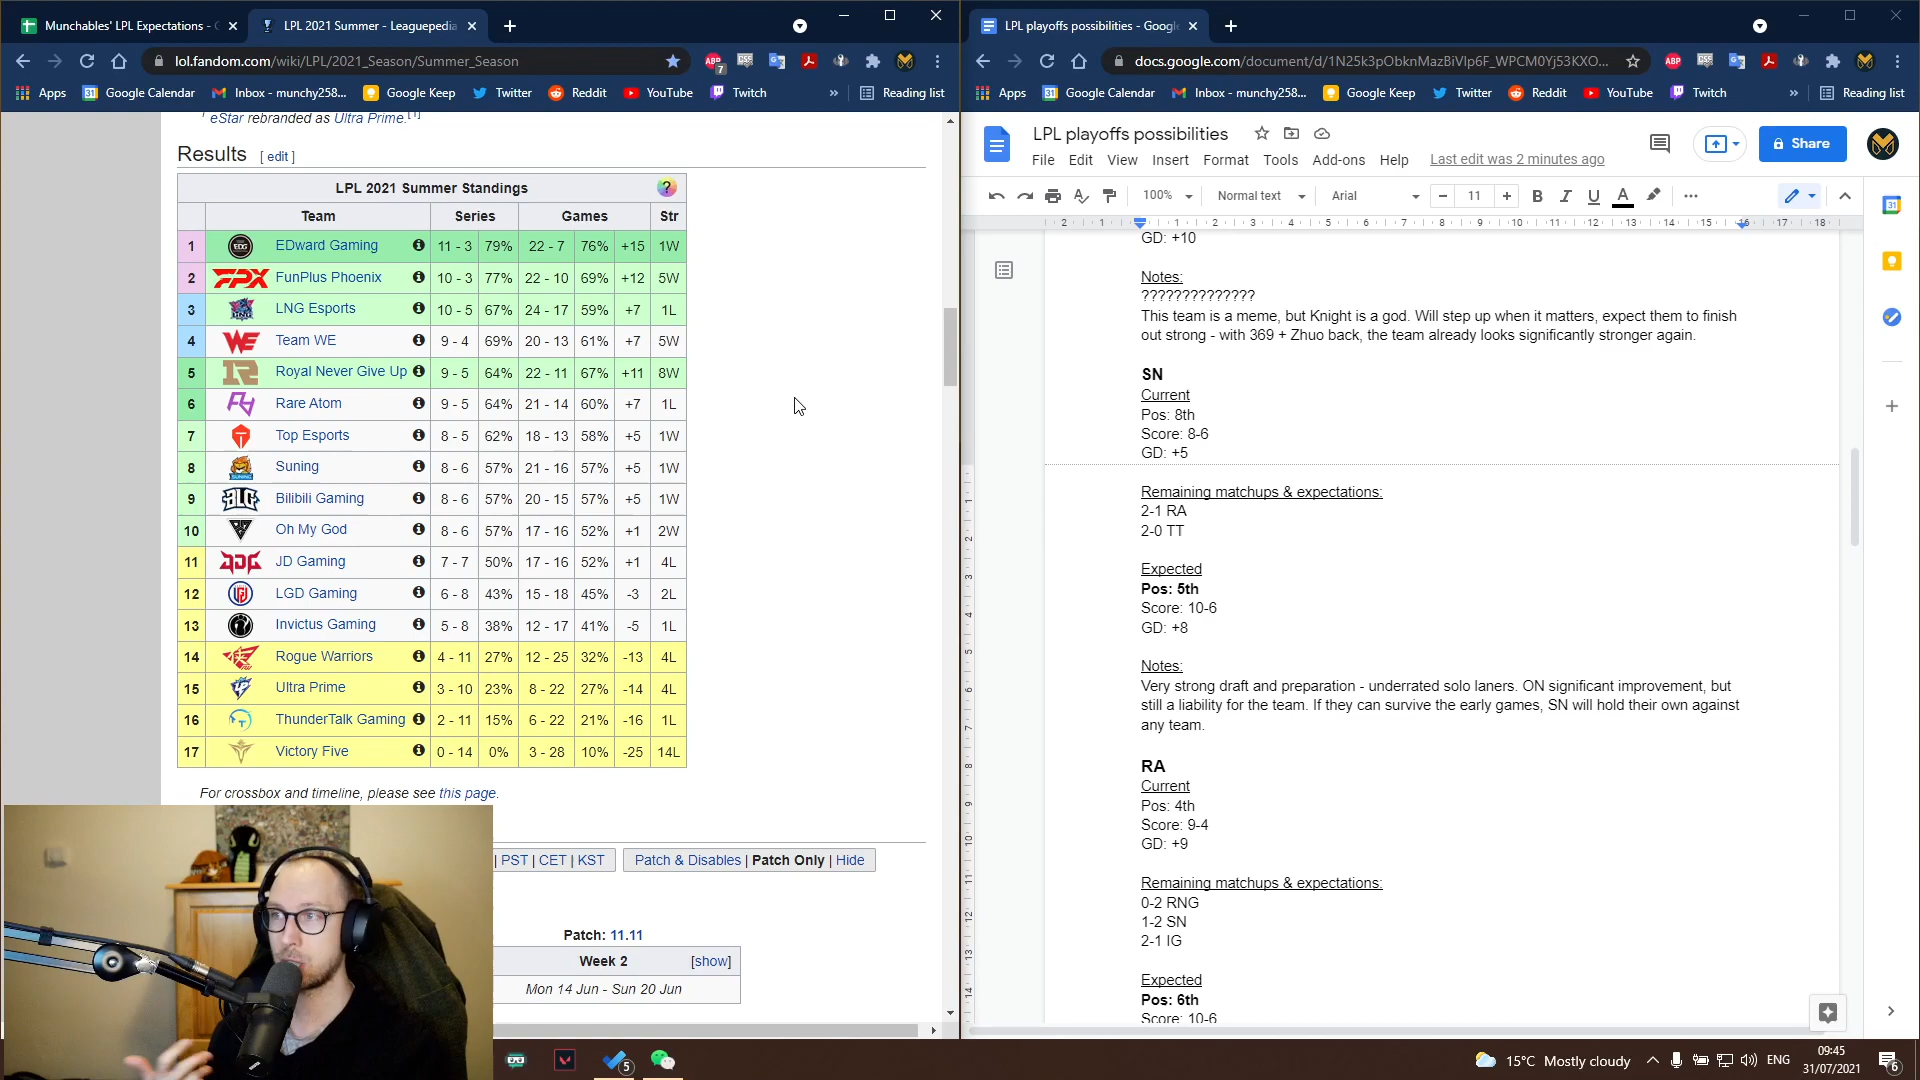 Munchables' LPL Expectations -
LPL 2021 Summer - Leaguepedia
lol.fandom.com/wiki/LPL/2021_Season/Summer_Season
Apps
Google Calendar
Inbox - munchy258...
Google Keep
Twitter
Reddit
YouTube
Twitch
»
Reading list
eStar rebranded as Ultra Prime.[1]
Results [ edit ]
LPL 2021 Summer Standings ?
Team Series Games Str
1 EDward Gaming 11 - 3 79% 22 - 7 76% +15 1W
2 FunPlus Phoenix 10 - 3 77% 22 - 10 69% +12 5W
3 LNG Esports 10 - 5 67% 24 - 17 59% +7 1L
4 Team WE 9 - 4 69% 20 - 13 61% +7 5W
5 Royal Never Give Up 9 - 5 64% 22 - 11 67% +11 8W
6 Rare Atom 9 - 5 64% 21 - 14 60% +7 1L
7 Top Esports 8 - 5 62% 18 - 13 58% +5 1W
8 Suning 8 - 6 57% 21 - 16 57% +5 1W
9 Bilibili Gaming 8 - 6 57% 20 - 15 57% +5 1W
10 Oh My God 8 - 6 57% 17 - 16 52% +1 2W
11 JD Gaming 7 - 7 50% 17 - 16 52% +1 4L
12 LGD Gaming 6 - 8 43% 15 - 18 45% -3 2L
13 Invictus Gaming 5 - 8 38% 12 - 17 41% -5 1L
14 Rogue Warriors 4 - 11 27% 12 - 25 32% -13 4L
15 Ultra Prime 3 - 10 23% 8 - 22 27% -14 4L
16 ThunderTalk Gaming 2 - 11 15% 6 - 22 21% -16 1L
17 Victory Five 0 - 14 0% 3 - 28 10% -25 14L
For crossbox and timeline, please see this page.
| PST | CET | KST
Patch & Disables | Patch Only | Hide
Patch: 11.11
Week 2 [show]
Mon 14 Jun - Sun 20 Jun
LPL playoffs possibilities - Google
docs.google.com/document/d/1N25k3pObknMazBiVIp6F_WPCM0Yj53KXO...
Apps
Google Calendar
Inbox - munchy258...
Google Keep
Twitter
Reddit
YouTube
Twitch
»
Reading list
LPL playoffs possibilities
File Edit View Insert Format Tools Add-ons Help Last edit was 2 minutes ago
Share
100% Normal text Arial 11 B I U A
GD: +10
Notes:
??????????????
This team is a meme, but Knight is a god. Will step up when it matters, expect them to finish
out strong - with 369 + Zhuo back, the team already looks significantly stronger again.
SN
Current
Pos: 8th
Score: 8-6
GD: +5
Remaining matchups & expectations:
2-1 RA
2-0 TT
Expected
Pos: 5th
Score: 10-6
GD: +8
Notes:
Very strong draft and preparation - underrated solo laners. ON significant improvement, but
still a liability for the team. If they can survive the early games, SN will hold their own against
any team.
RA
Current
Pos: 4th
Score: 9-4
GD: +9
Remaining matchups & expectations:
0-2 RNG
1-2 SN
2-1 IG
Expected
Pos: 6th
Score: 10-6
15°C Mostly cloudy
ENG
09:45
31/07/2021